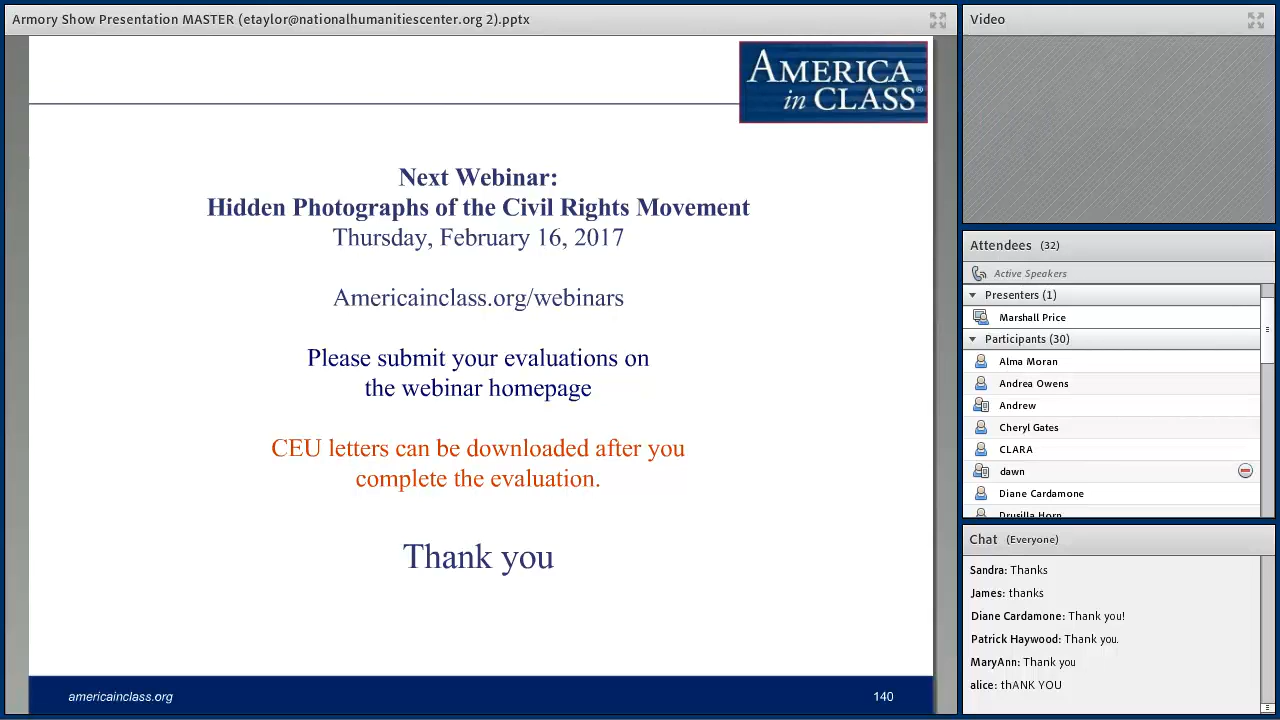 Armory Show Presentation MASTER (etaylor@nationalhumanitiescenter.org 2).pptx
AMERICA
in CLASS®
Next Webinar:
Hidden Photographs of the Civil Rights Movement
Thursday, February 16, 2017
Americainclass.org/webinars
Please submit your evaluations on
the webinar homepage
CEU letters can be downloaded after you
complete the evaluation.
Thank you
americainclass.org
140
Video
Attendees (32)
Active Speakers
Presenters (1)
Marshall Price
Participants (30)
Alma Moran
Andrea Owens
Andrew
Cheryl Gates
CLARA
dawn
Diane Cardamone
Drusilla Horn
Chat (Everyone)
Sandra: Thanks
James: thanks
Diane Cardamone: Thank you!
Patrick Haywood: Thank you.
MaryAnn: Thank you
alice: thANK YOU